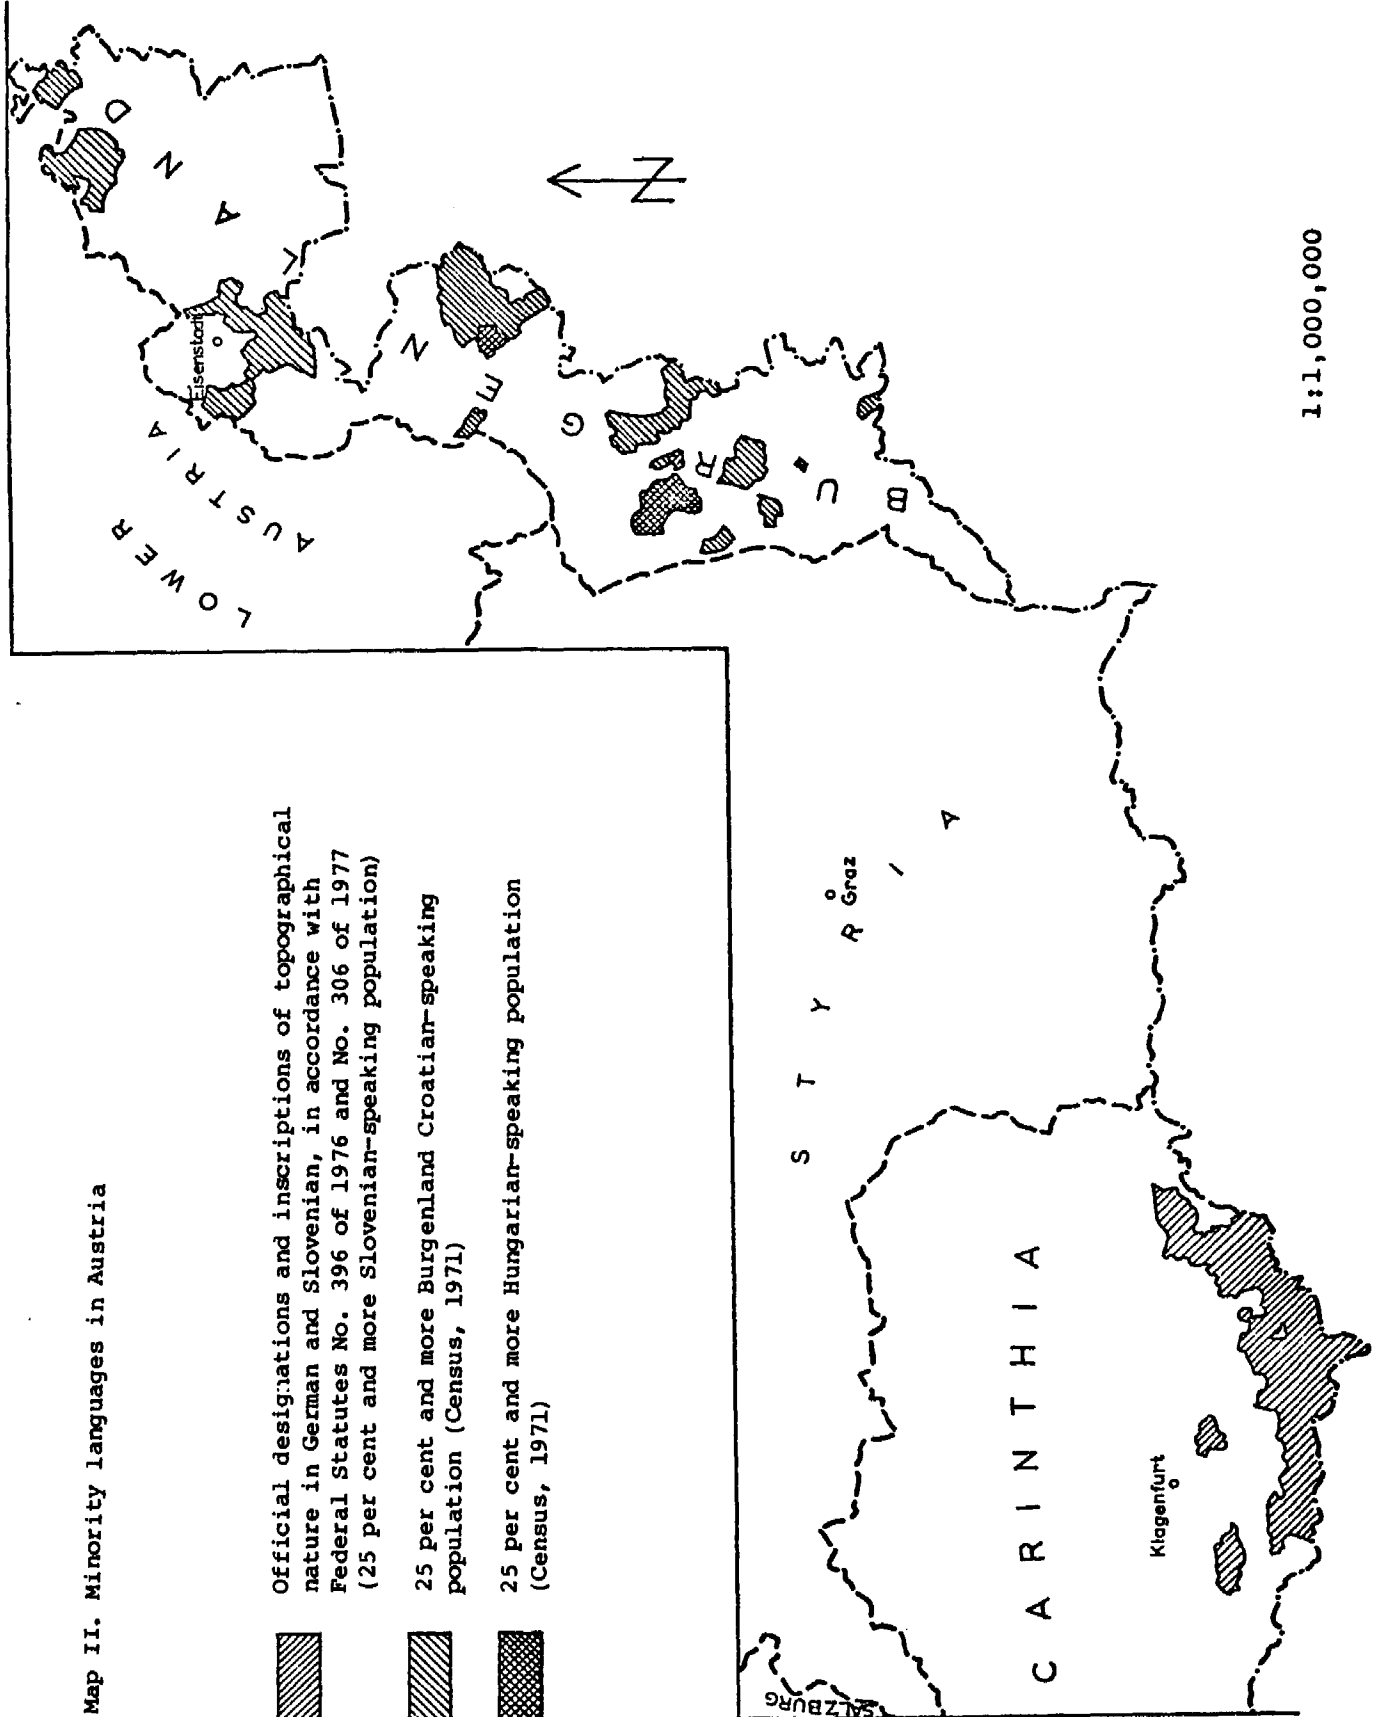 Map II. Minority languages in Austria
Official designations and inscriptions of topographical
nature in German and Slovenian, in accordance with
Federal Statutes No. 396 of 1976 and No. 306 of 1977
(25 per cent and more Slovenian-speaking population)
25 per cent and more Burgenland Croatian-speaking
population (Census, 1971)
25 per cent and more Hungarian-speaking population
(Census, 1971)
LOWER
AUSTRIA
Eisenstadt
BURGENLAND
N
STYRIA
Graz
SALZBURG
CARINTHIA
Klagenfurt
1:1,000,000